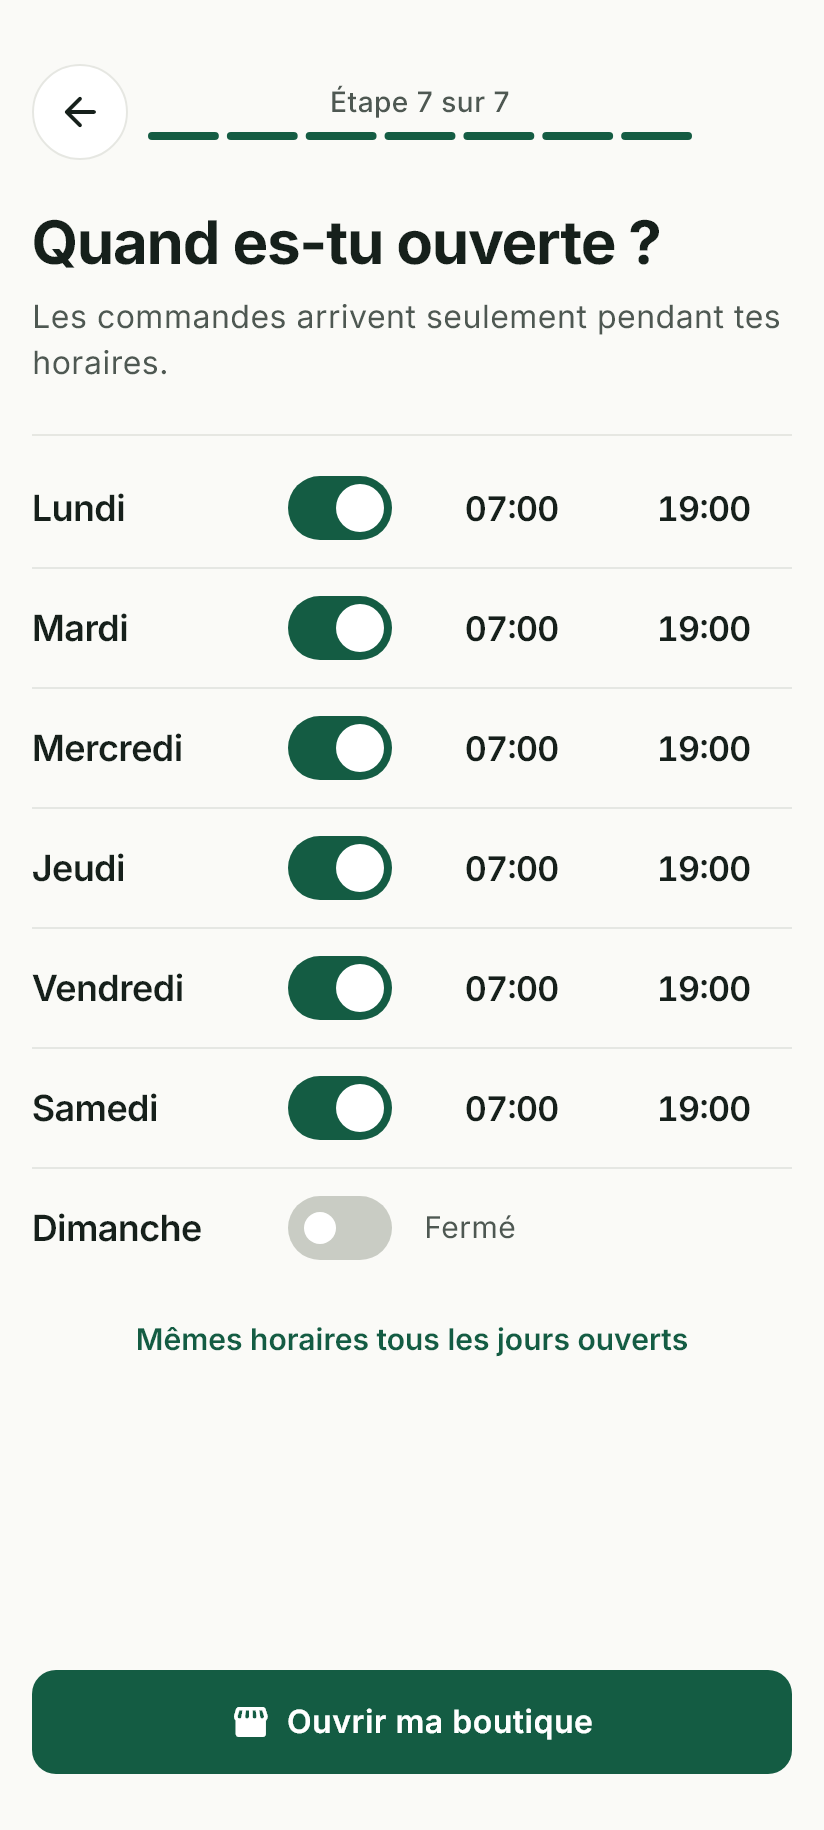 Étape 7 sur 7
Quand es-tu ouverte ?
Les commandes arrivent seulement pendant tes
horaires.
Lundi 07:00 19:00
Mardi 07:00 19:00
Mercredi 07:00 19:00
Jeudi 07:00 19:00
Vendredi 07:00 19:00
Samedi 07:00 19:00
Dimanche Fermé
Mêmes horaires tous les jours ouverts
Ouvrir ma boutique